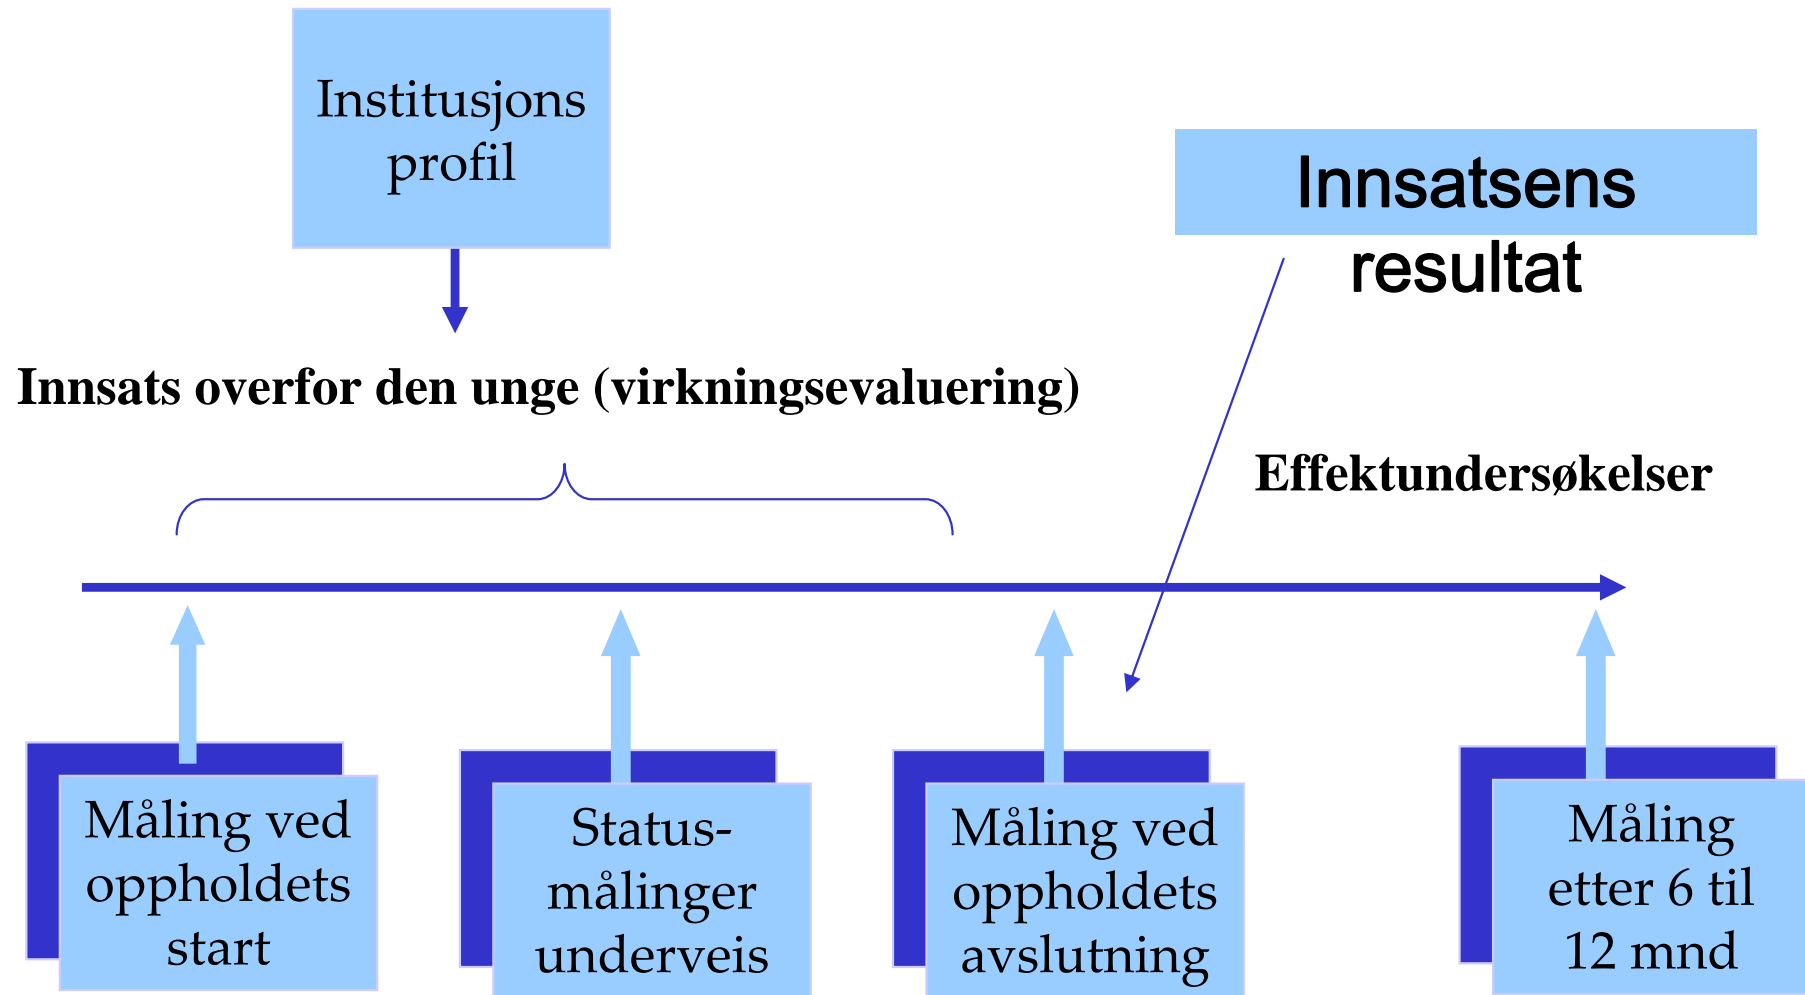 Institusjons
profil
Innsatsens
resultat
Innsats overfor den unge (virkningsevaluering)
Effektundersøkelser
Måling ved
oppholdets
start
Status-
målinger
underveis
Måling ved
oppholdets
avslutning
Måling
etter 6 til
12 mnd